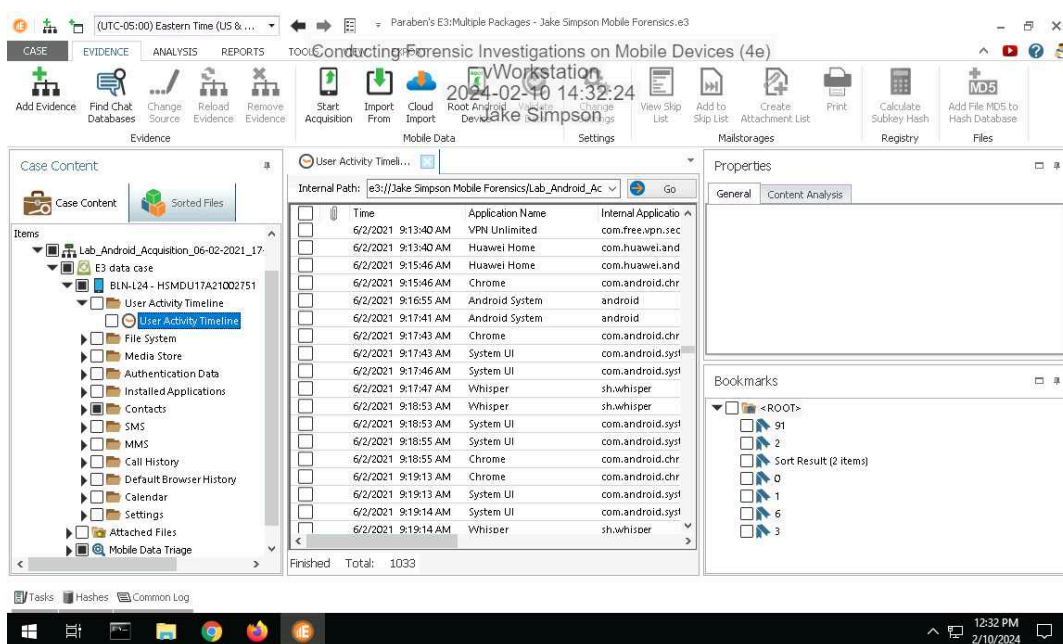 (UTC-05:00) Eastern Time (US & ...
Paraben's E3:Multiple Packages - Jake Simpson Mobile Forensics.e3
CASE EVIDENCE ANALYSIS REPORTS
Conducting Forensic Investigations on Mobile Devices (4e)
vWorkstation
2024-02-10 14:32:24
Jake Simpson
Add Evidence
Find Chat Databases
Change Source
Reload Evidence
Remove Evidence
Start Acquisition
Import From
Cloud Import
Root Android Device
View Skip List
Add to Skip List
Create Attachment List
Print
Calculate Subkey Hash
MD5
Add File MD5 to Hash Database
Evidence Mobile Data Settings Mailstorages Registry Files
Case Content
Case Content Sorted Files
Items
Lab_Android_Acquisition_06-02-2021_17-
E3 data case
BLN-L24 - HSMDU17A21002751
User Activity Timeline
User Activity Timeline
File System
Media Store
Authentication Data
Installed Applications
Contacts
SMS
MMS
Call History
Default Browser History
Calendar
Settings
Attached Files
Mobile Data Triage
User Activity Timeli...
Internal Path: e3://Jake Simpson Mobile Forensics/Lab_Android_Ac Go
Time Application Name Internal Applicatio
6/2/2021 9:13:40 AM VPN Unlimited com.free.vpn.sec
6/2/2021 9:13:40 AM Huawei Home com.huawei.and
6/2/2021 9:15:46 AM Huawei Home com.huawei.and
6/2/2021 9:15:46 AM Chrome com.android.chr
6/2/2021 9:16:55 AM Android System android
6/2/2021 9:17:41 AM Android System android
6/2/2021 9:17:43 AM Chrome com.android.chr
6/2/2021 9:17:43 AM System UI com.android.syst
6/2/2021 9:17:46 AM System UI com.android.syst
6/2/2021 9:17:47 AM Whisper sh.whisper
6/2/2021 9:18:53 AM Whisper sh.whisper
6/2/2021 9:18:53 AM System UI com.android.syst
6/2/2021 9:18:55 AM System UI com.android.syst
6/2/2021 9:18:55 AM Chrome com.android.chr
6/2/2021 9:19:13 AM Chrome com.android.chr
6/2/2021 9:19:13 AM System UI com.android.syst
6/2/2021 9:19:14 AM System UI com.android.syst
6/2/2021 9:19:14 AM Whisper sh.whisper
Finished Total: 1033
Properties
General Content Analysis
Bookmarks
<ROOT>
91
2
Sort Result (2 items)
0
1
6
3
Tasks Hashes Common Log
12:32 PM
2/10/2024